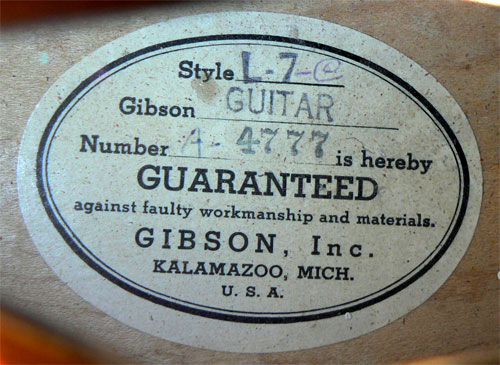 Style L-7-C
Gibson GUITAR
Number A-4777 is hereby
GUARANTEED
against faulty workmanship and materials.
GIBSON, Inc.
KALAMAZOO, MICH.
U. S. A.